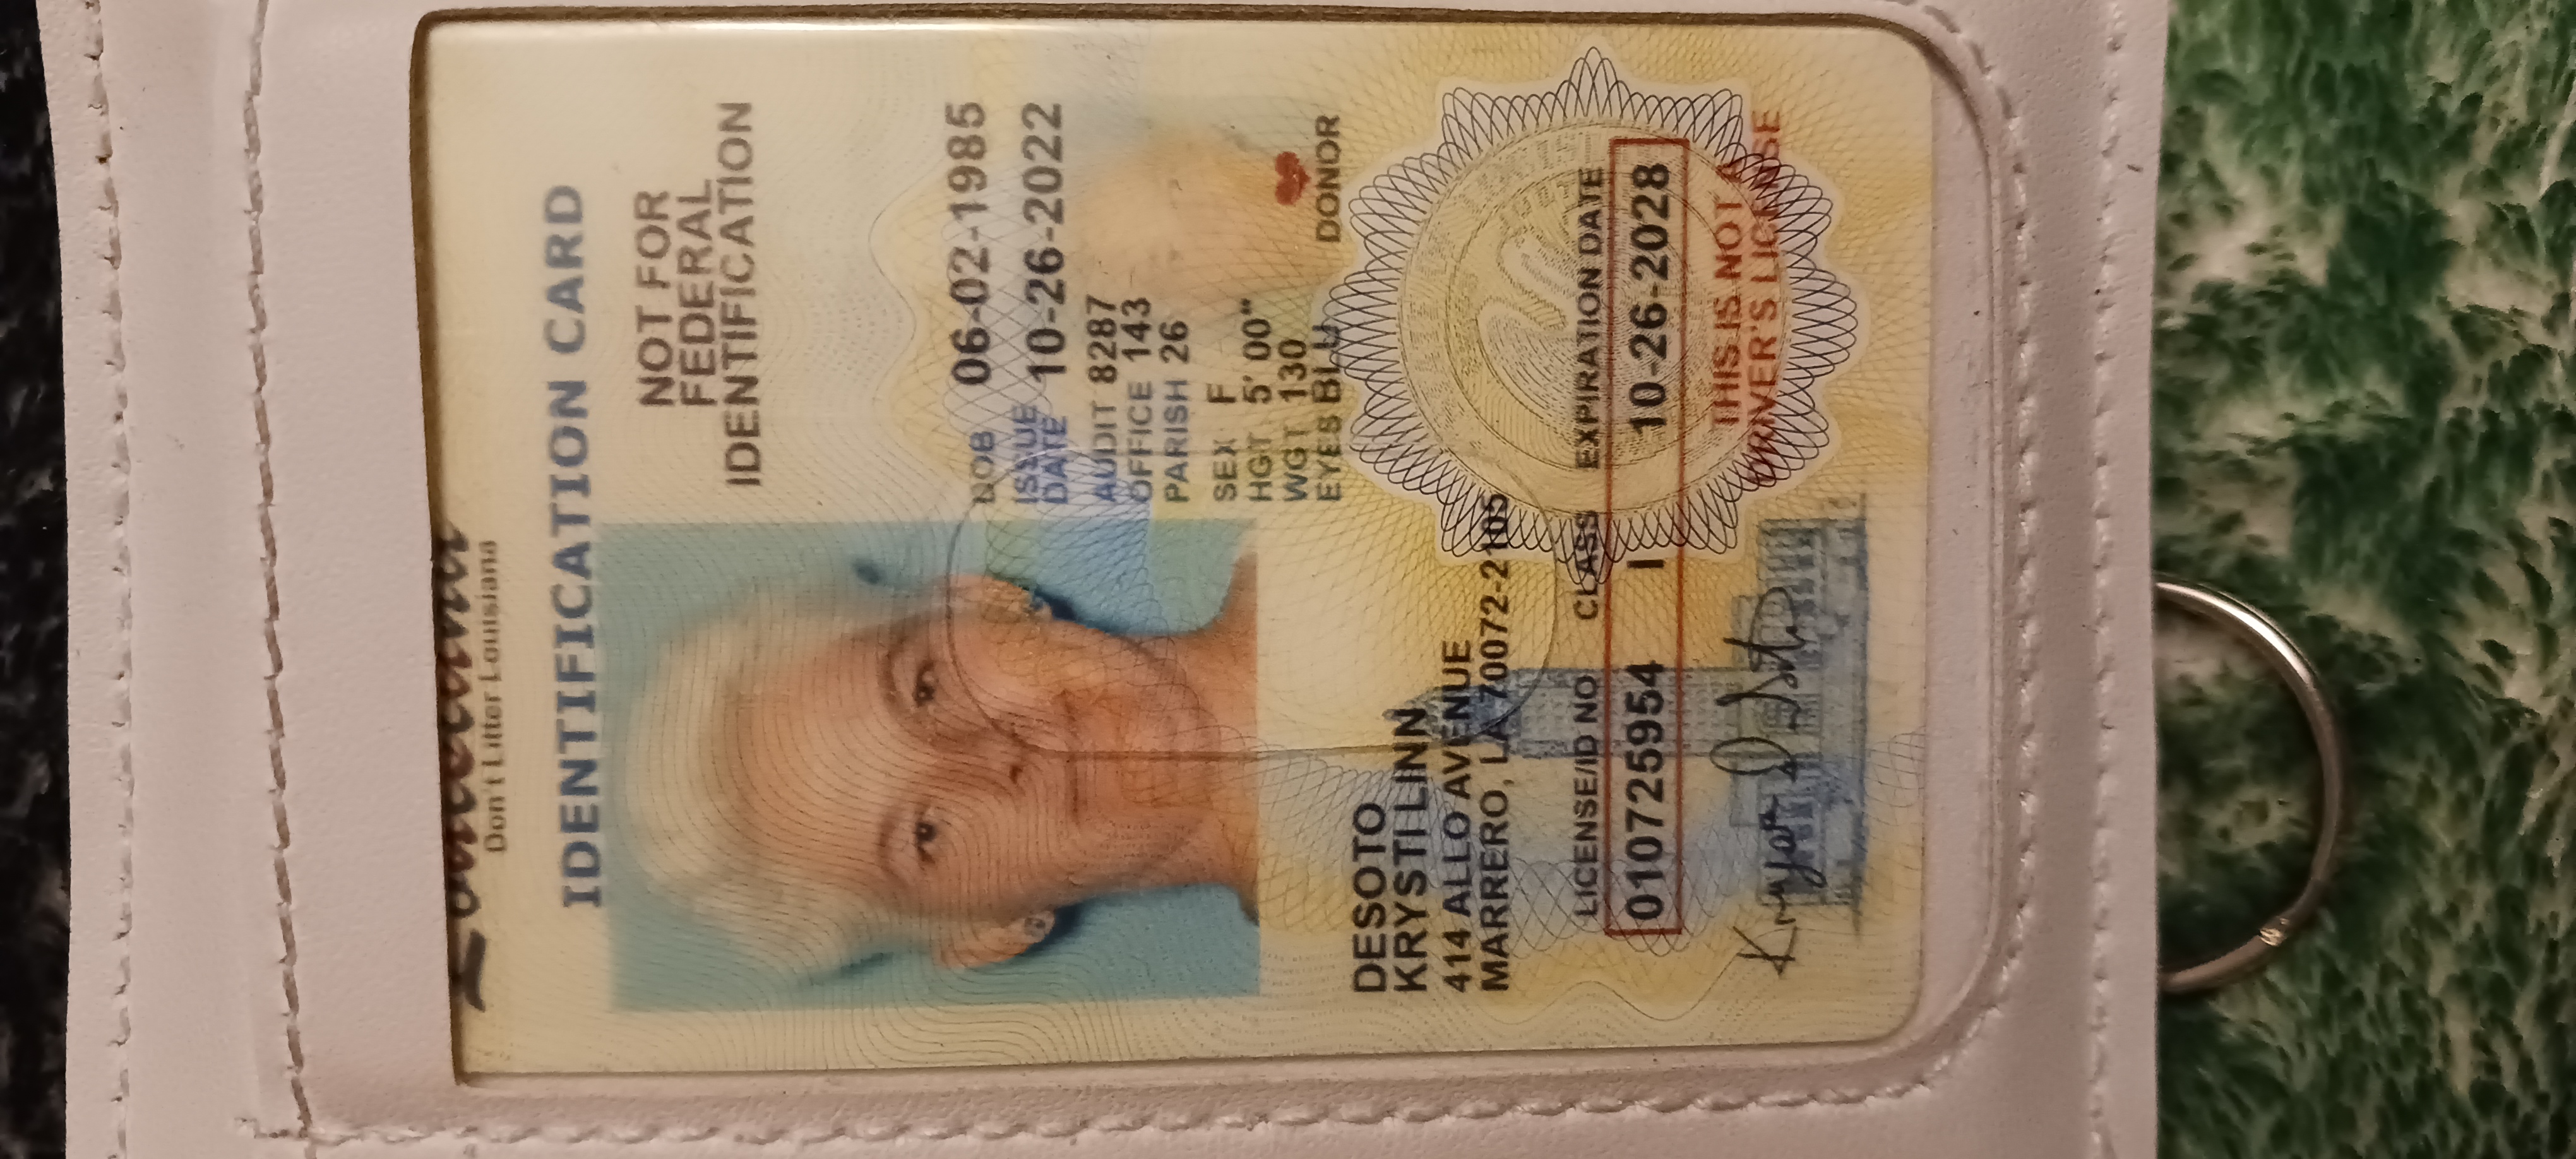 Louisiana
Don't Litter Louisiana
IDENTIFICATION CARD
NOT FOR
FEDERAL
IDENTIFICATION
DOB 06-02-1985
ISSUE
DATE 10-26-2022
AUDIT 8287
OFFICE 143
PARISH 26
SEX F
HGT 5' 00"
WGT 130
EYES BLU
DONOR
DESOTO
KRYSTI LINN
414 ALLO AVENUE
MARRERO, LA 70072-2105
LICENSE/ID NO CLASS EXPIRATION DATE
010725954 I 10-26-2028
THIS IS NOT A
DRIVER'S LICENSE